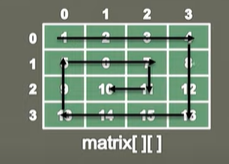 0 1 2 3
0 1 2 3 4
1 5 6 7 8
2 9 10 11 12
3 13 14 15 16
matrix[ ][ ]